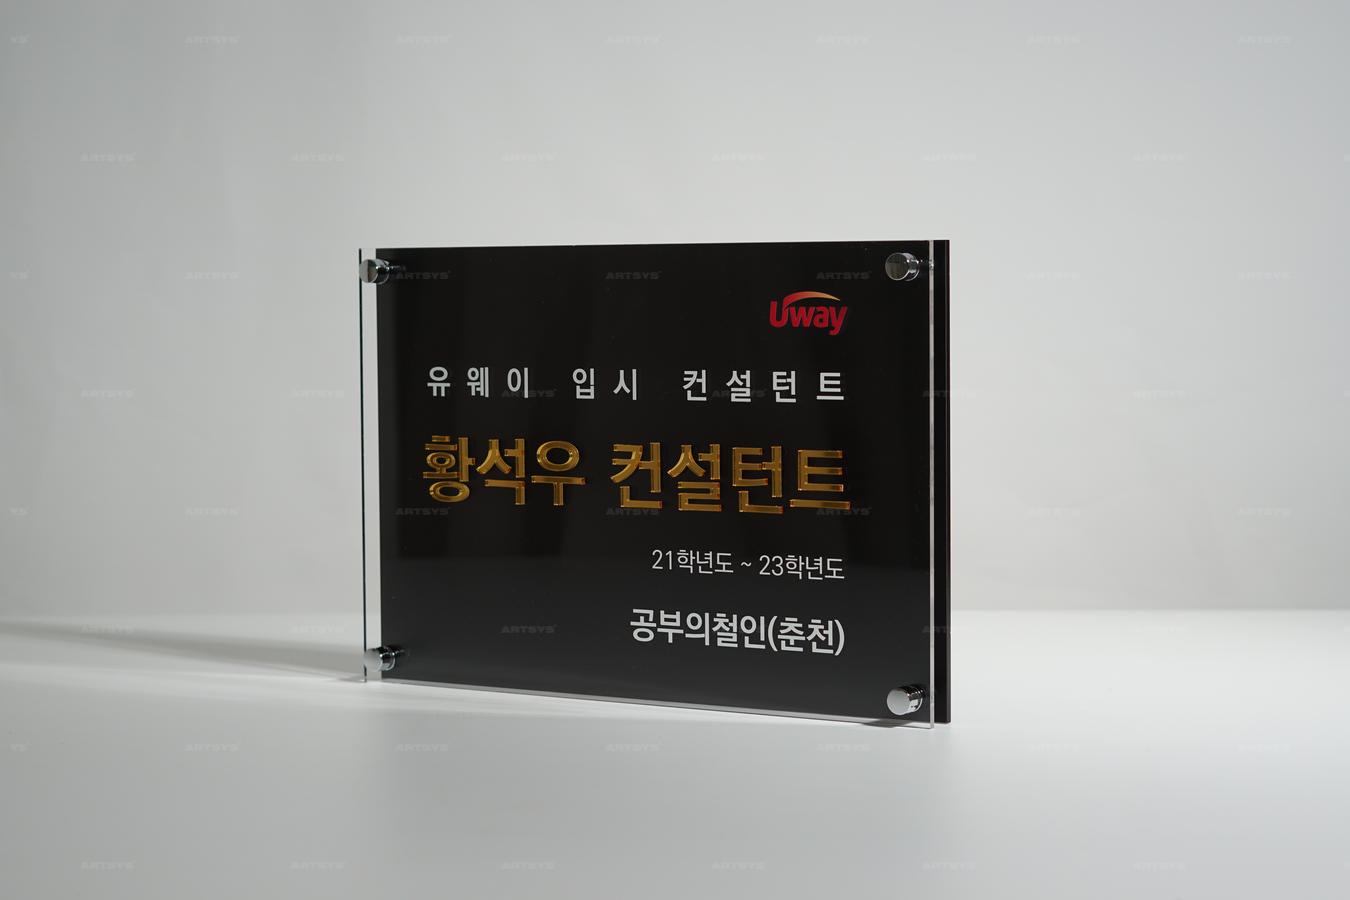 Uway
유웨이 입시 컨설턴트
황석우 컨설턴트
21학년도 ~ 23학년도
공부의철인(춘천)
ARTSYS